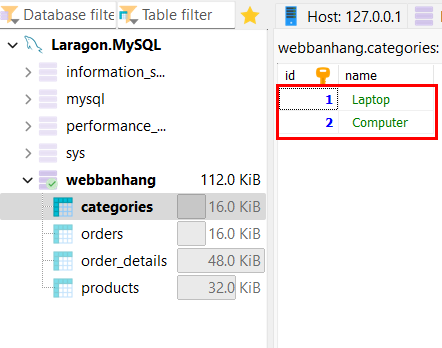 Database filte
Table filter
Laragon.MySQL
information_s...
mysql
performance_...
sys
webbanhang 112.0 KiB
categories 16.0 KiB
orders 16.0 KiB
order_details 48.0 KiB
products 32.0 KiB
Host: 127.0.0.1
webbanhang.categories:
id name
1 Laptop
2 Computer